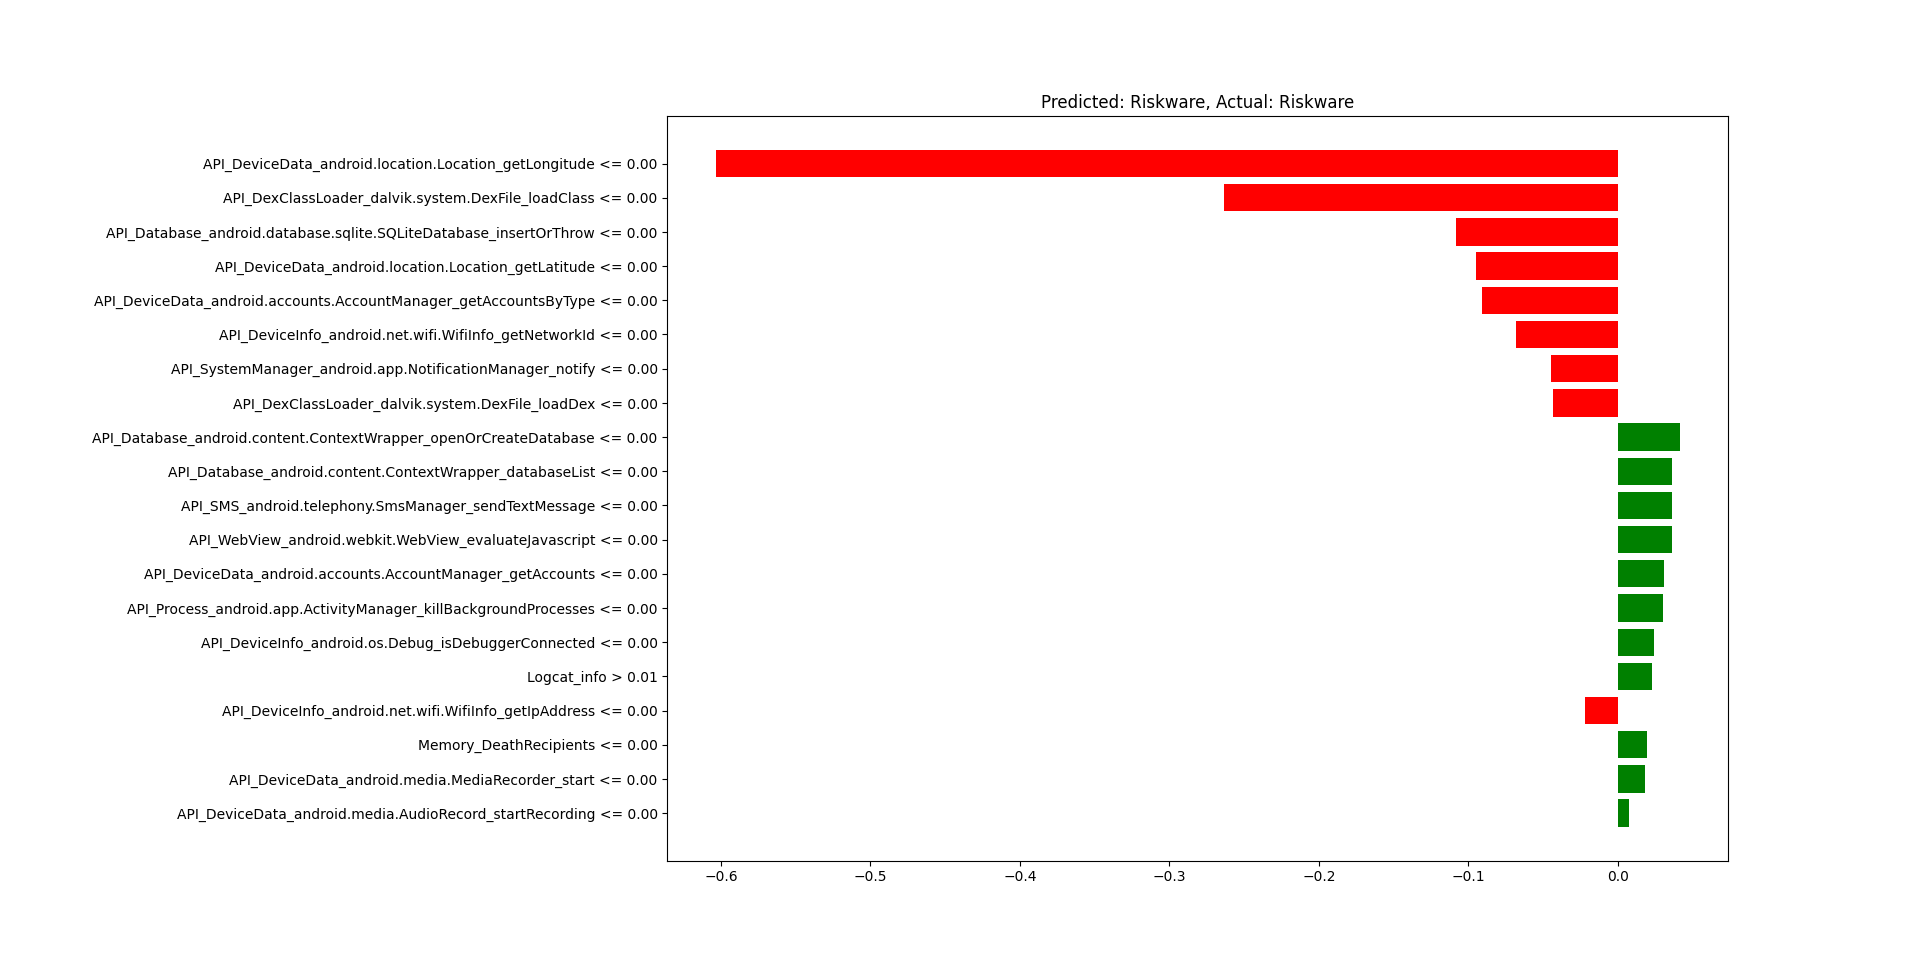 Predicted: Riskware, Actual: Riskware
API_DeviceData_android.location.Location_getLongitude <= 0.00
API_DexClassLoader_dalvik.system.DexFile_loadClass <= 0.00
API_Database_android.database.sqlite.SQLiteDatabase_insertOrThrow <= 0.00
API_DeviceData_android.location.Location_getLatitude <= 0.00
API_DeviceData_android.accounts.AccountManager_getAccountsByType <= 0.00
API_DeviceInfo_android.net.wifi.WifiInfo_getNetworkId <= 0.00
API_SystemManager_android.app.NotificationManager_notify <= 0.00
API_DexClassLoader_dalvik.system.DexFile_loadDex <= 0.00
API_Database_android.content.ContextWrapper_openOrCreateDatabase <= 0.00
API_Database_android.content.ContextWrapper_databaseList <= 0.00
API_SMS_android.telephony.SmsManager_sendTextMessage <= 0.00
API_WebView_android.webkit.WebView_evaluateJavascript <= 0.00
API_DeviceData_android.accounts.AccountManager_getAccounts <= 0.00
API_Process_android.app.ActivityManager_killBackgroundProcesses <= 0.00
API_DeviceInfo_android.os.Debug_isDebuggerConnected <= 0.00
Logcat_info > 0.01
API_DeviceInfo_android.net.wifi.WifiInfo_getIpAddress <= 0.00
Memory_DeathRecipients <= 0.00
API_DeviceData_android.media.MediaRecorder_start <= 0.00
API_DeviceData_android.media.AudioRecord_startRecording <= 0.00
−0.6 −0.5 −0.4 −0.3 −0.2 −0.1 0.0